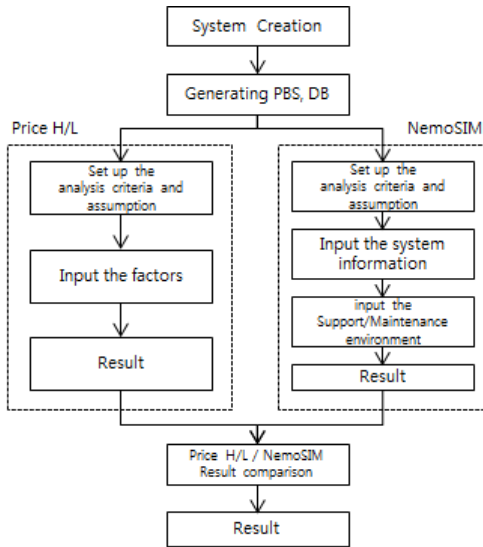 System Creation
Generating PBS, DB
Price H/L
NemoSIM
Set up the
analysis criteria and
assumption
Input the factors
Result
Set up the
analysis criteria and
assumption
Input the system
information
input the
Support/Maintenance
environment
Result
Price H/L / NemoSIM
Result comparison
Result